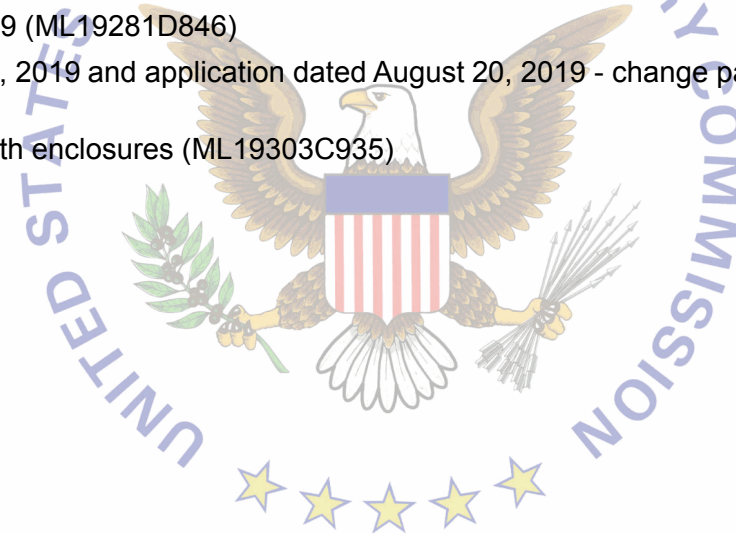 9 (ML19281D846)
, 2019 and application dated August 20, 2019 - change pa
th enclosures (ML19303C935)
UNITED STATES
Y COMMISSION